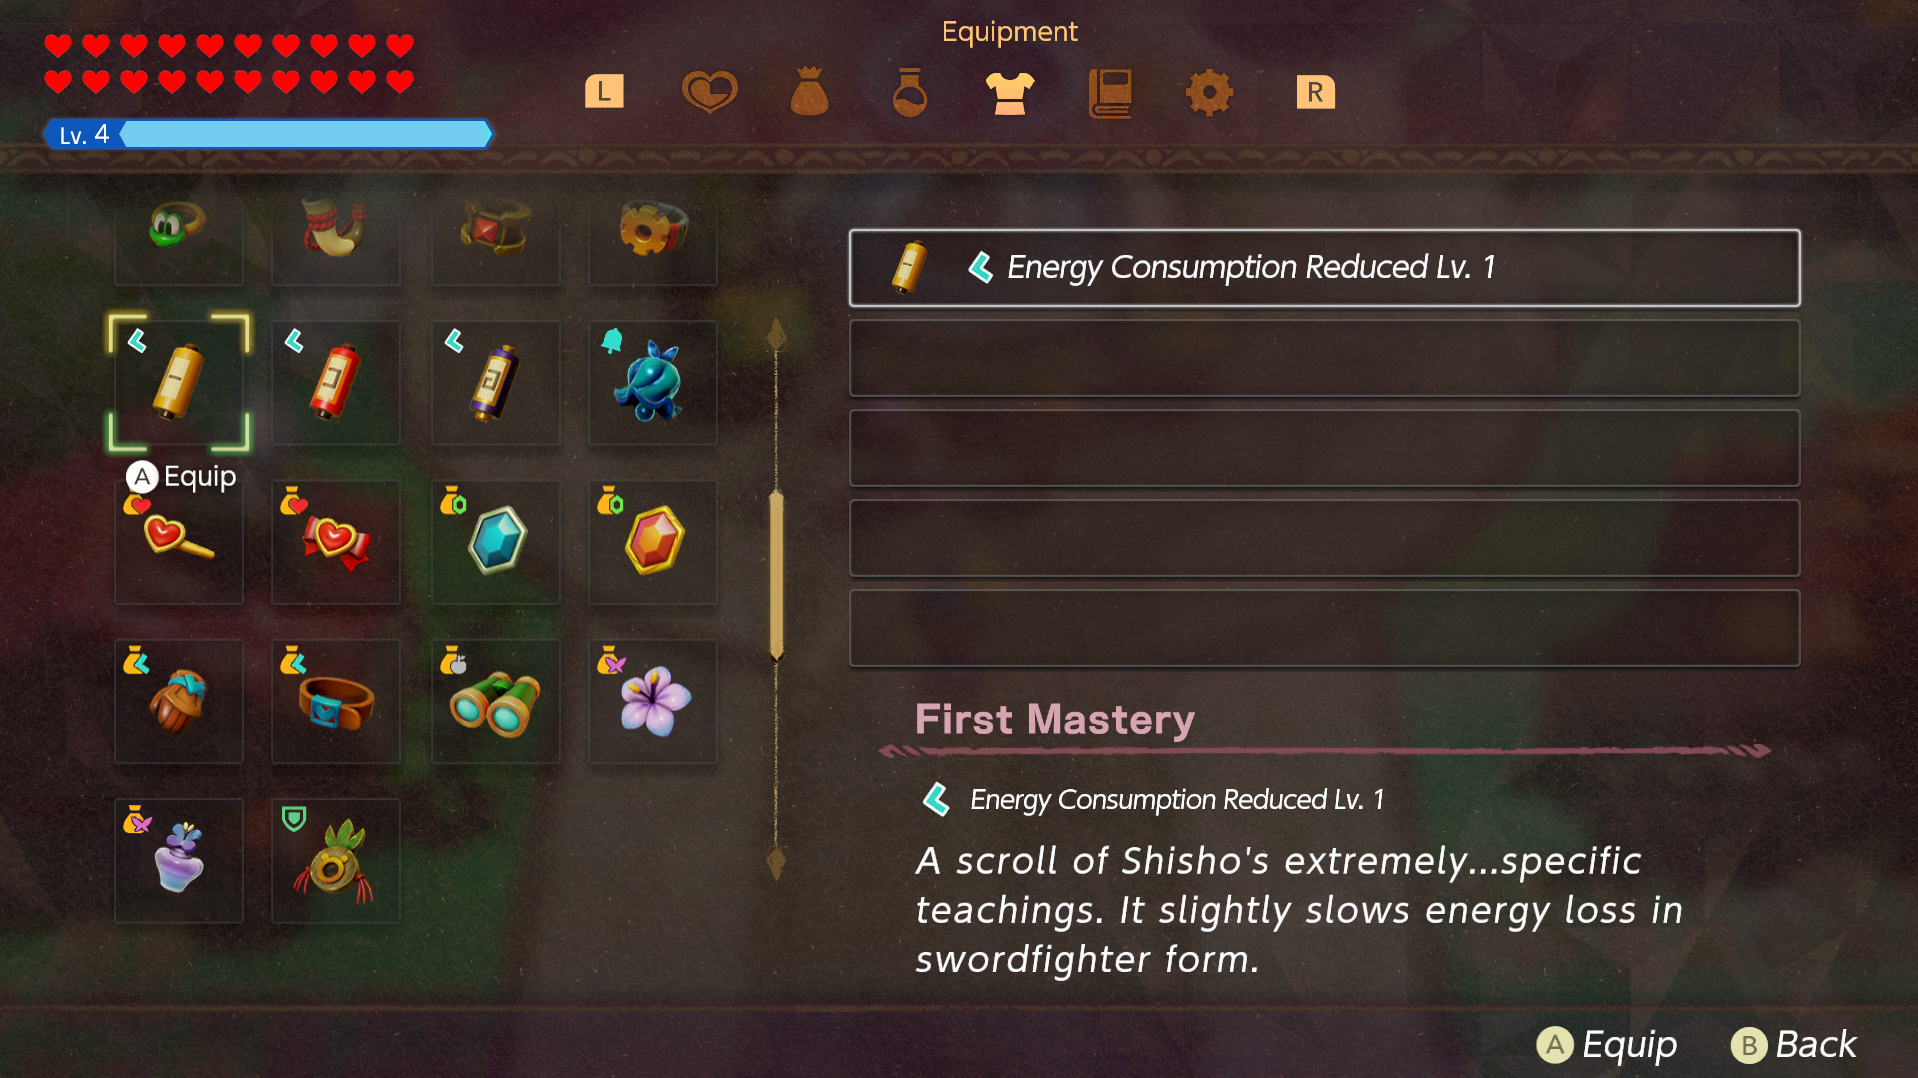 Equipment
L
R
Lv. 4
Energy Consumption Reduced Lv. 1
A Equip
First Mastery
Energy Consumption Reduced Lv. 1
A scroll of Shisho's extremely...specific
teachings. It slightly slows energy loss in
swordfighter form.
A Equip
B Back